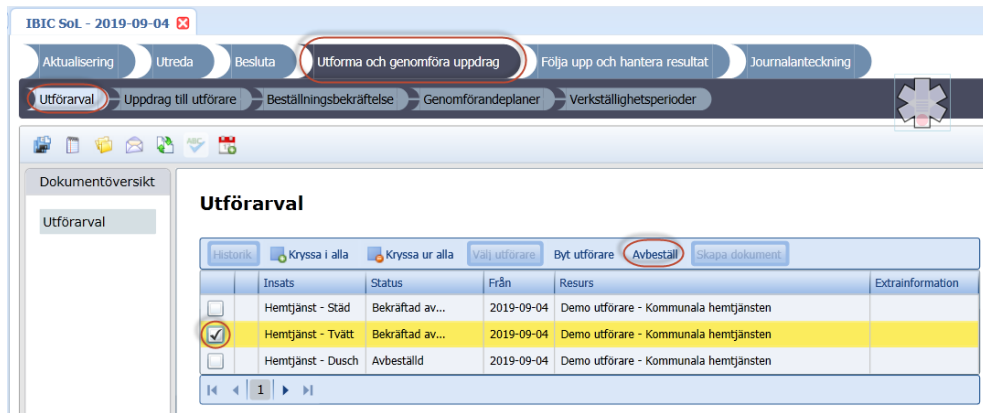 IBIC SoL - 2019-09-04
Aktualisering Utreda Besluta Utforma och genomföra uppdrag Följa upp och hantera resultat Journalanteckning
Utförarval Uppdrag till utförare Beställningsbekräftelse Genomförandeplaner Verkställighetsperioder
ABC
Dokumentöversikt
Utförarval
Utförarval
Historik Kryssa i alla Kryssa ur alla Välj utförare Byt utförare Avbeställ Skapa dokument
Insats Status Från Resurs Extrainformation
Hemtjänst - Städ Bekräftad av... 2019-09-04 Demo utförare - Kommunala hemtjänsten
Hemtjänst - Tvätt Bekräftad av... 2019-09-04 Demo utförare - Kommunala hemtjänsten
Hemtjänst - Dusch Avbeställd 2019-09-04 Demo utförare - Kommunala hemtjänsten
1